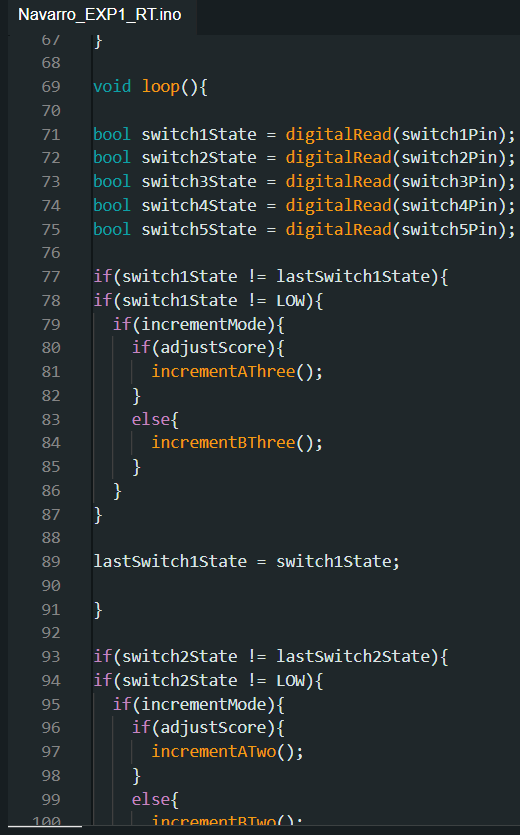 Navarro_EXP1_RT.ino
67 }
68
69 void loop(){
70
71 bool switch1State = digitalRead(switch1Pin);
72 bool switch2State = digitalRead(switch2Pin);
73 bool switch3State = digitalRead(switch3Pin);
74 bool switch4State = digitalRead(switch4Pin);
75 bool switch5State = digitalRead(switch5Pin);
76
77 if(switch1State != lastSwitch1State){
78 if(switch1State != LOW){
79   if(incrementMode){
80     if(adjustScore){
81       incrementAThree();
82     }
83     else{
84       incrementBThree();
85     }
86   }
87 }
88
89 lastSwitch1State = switch1State;
90
91 }
92
93 if(switch2State != lastSwitch2State){
94 if(switch2State != LOW){
95   if(incrementMode){
96     if(adjustScore){
97       incrementATwo();
98     }
99     else{
100       incrementBTwo();